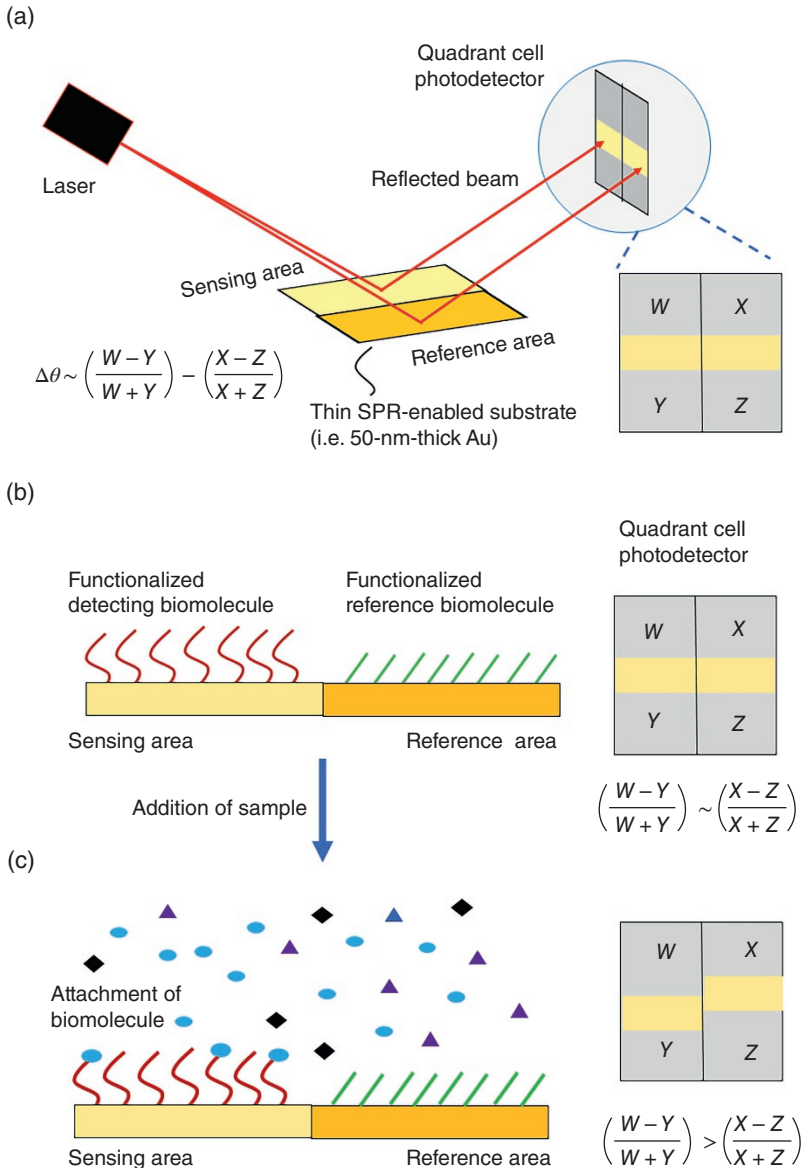 (a)
Quadrant cell
photodetector
Laser
Reflected beam
Sensing area
Reference area
W X
Y Z
Δθ ~ ((W – Y)/(W + Y)) – ((X – Z)/(X + Z))
Thin SPR-enabled substrate
(i.e. 50-nm-thick Au)
(b)
Quadrant cell
photodetector
Functionalized
detecting biomolecule
Functionalized
reference biomolecule
W X
Y Z
Sensing area
Reference area
((W – Y)/(W + Y)) ~ ((X – Z)/(X + Z))
Addition of sample
(c)
Attachment of
biomolecule
W X
Y Z
Sensing area
Reference area
((W – Y)/(W + Y)) > ((X – Z)/(X + Z))